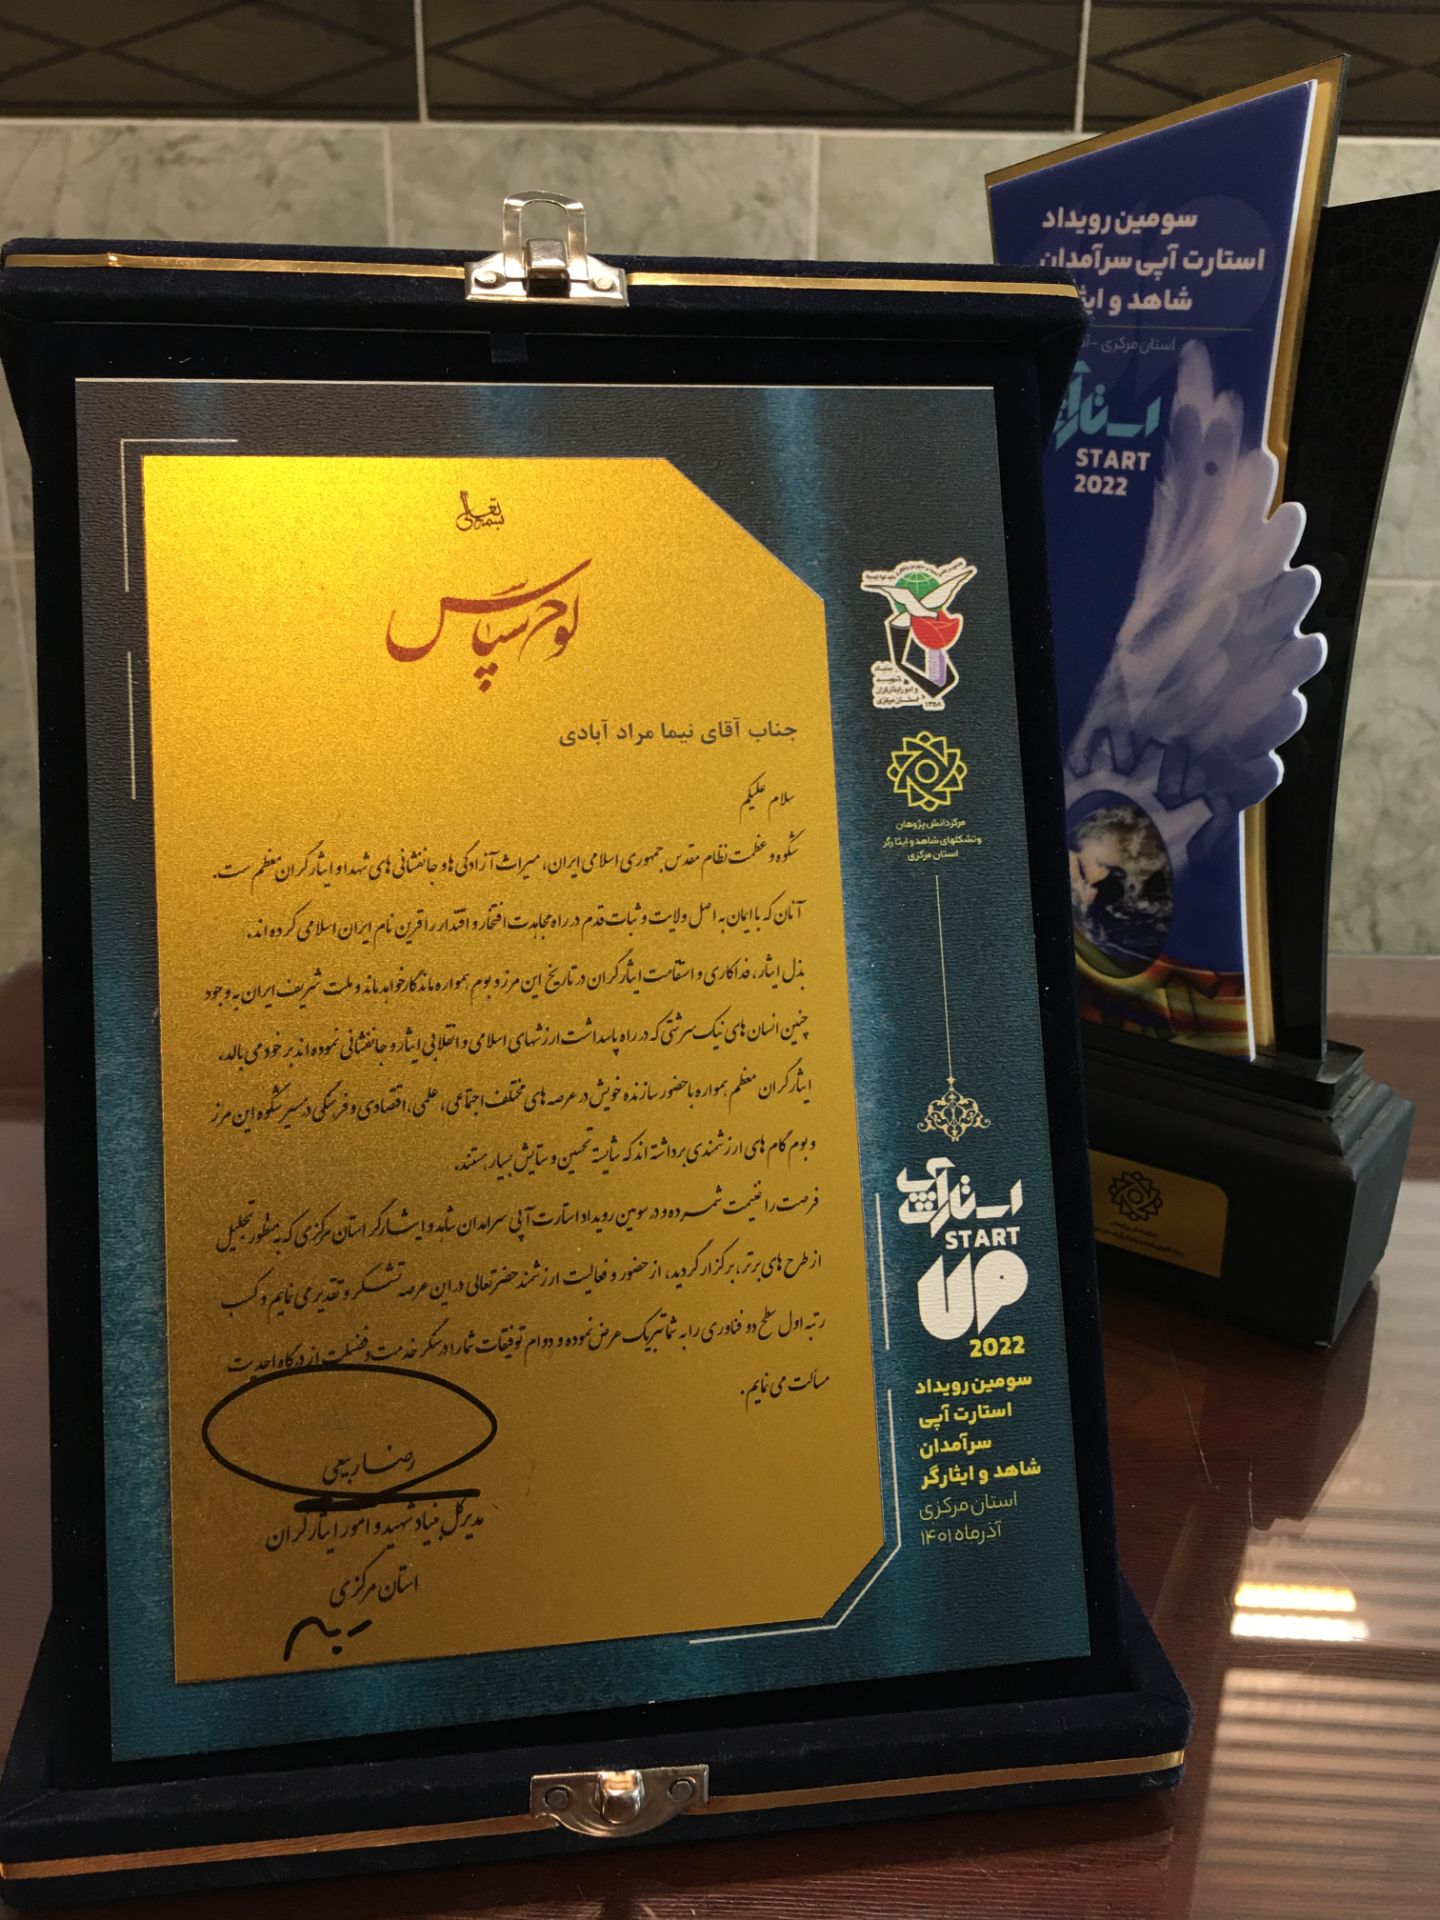 بسمه تعالی
لوح سپاس
جناب آقای نیما مراد آبادی
سلام علیکم
شکوه و عظمت نظام مقدس جمهوری اسلامی ایران، میراث آزادگی ها و جانفشانی های شهدا و ایثارگران معظم ست.
آنان که با ایمان به اصل ولایت و ثبات قدم در راه مجاهدت افتخار و اقتدار را قرین نام ایران اسلامی کرده اند.
بذل ایثار، فداکاری و استقامت ایثارگران در تاریخ این مرز و بوم همواره ماندگار خواهد ماند و ملت شریف ایران به وجود
چنین انسان های نیک سرشتی که در راه پاسداشت ارزشهای اسلامی و انقلابی ایثار و جانفشانی نموده اند بر خود می بالد.
ایثارگران معظم همواره با حضور سازنده خویش در عرصه های مختلف اجتماعی، علمی، اقتصادی و فرهنگی در مسیر شکوه این مرز
و بوم گام های ارزشمندی برداشته اند که شایسته تحسین و ستایش بسیار هستند.
فرصت را غنیمت شمرده و در سومین رویداد استارت آپی سرامدان شاهد و ایثارگر استان مرکزی که به منظور تجلیل
از طرح های برتر، برگزار گردید، از حضور و فعالیت ارزشمند حضرتعالی در این عرصه تشکر و تقدیر می نمایم و کسب
رتبه اول سطح دو فناوری را به شما تبریک عرض نموده و دوام توفیقات شما را در سنگر خدمت و فضیلت از درگاه احدیت
مسألت می نمایم.
رضا ربیعی
مدیرکل بنیاد شهید و امور ایثارگران
استان مرکزی
بنیاد
شهید
و امور ایثارگران
استان مرکزی
۱۳۵۸
مرکز دانش پژوهان
و تشکلهای شاهد و ایثارگر
استان مرکزی
استارت آپ
START
UP
2022
سومین رویداد
استارت آپی
سرآمدان
شاهد و ایثارگر
استان مرکزی
آذرماه ۱۴۰۱
سومین رویداد
استارت آپی سرآمدان
شاهد و
استان مرکزی -
START
2022